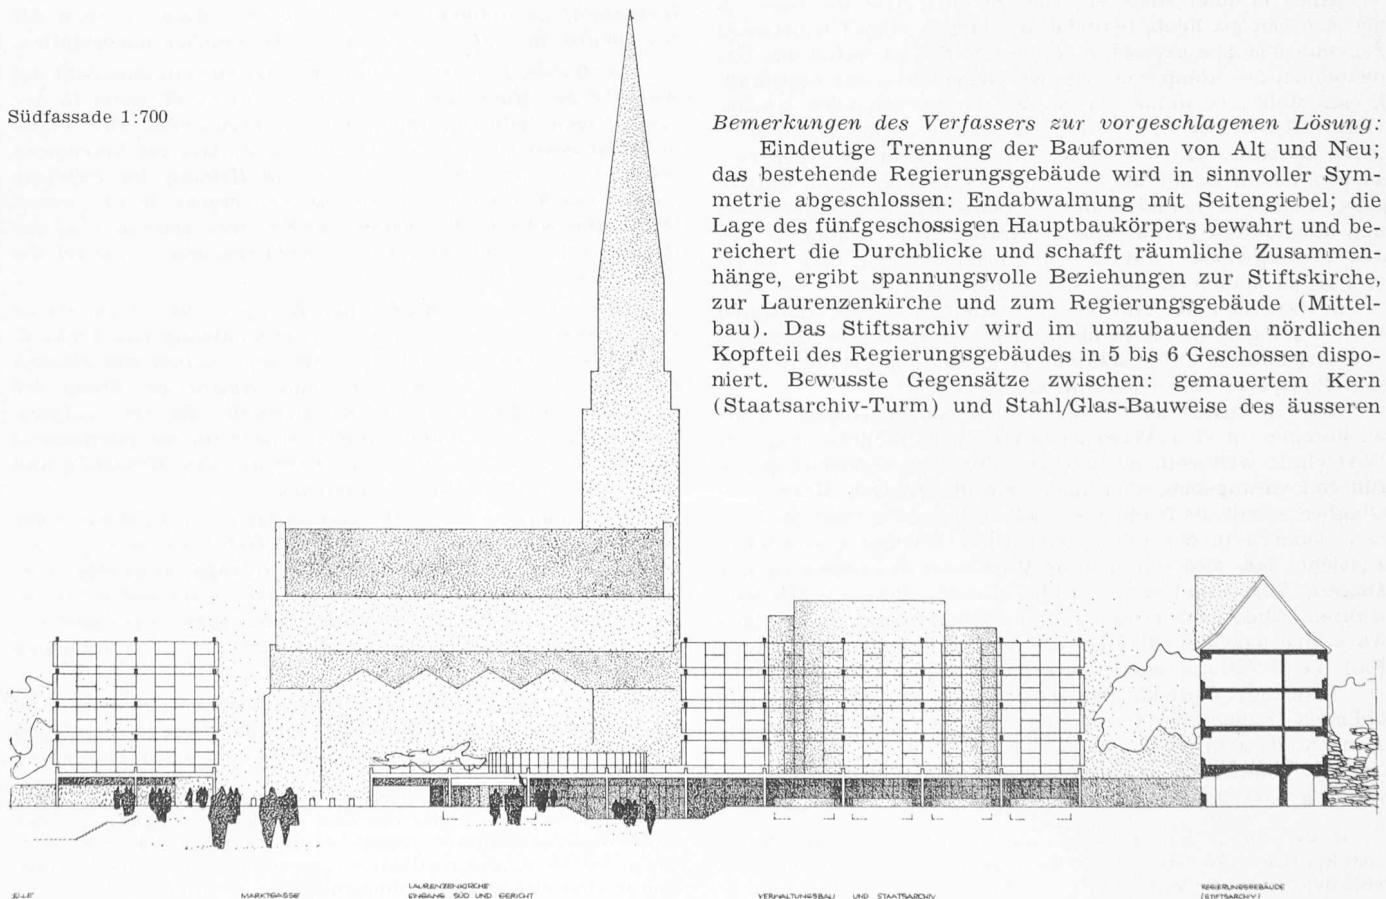 Südfassade 1:700
Bemerkungen des Verfassers zur vorgeschlagenen Lösung:
Eindeutige Trennung der Bauformen von Alt und Neu;
das bestehende Regierungsgebäude wird in sinnvoller Sym-
metrie abgeschlossen: Endabwalmung mit Seitengiebel; die
Lage des fünfgeschossigen Hauptbaukörpers bewahrt und be-
reichert die Durchblicke und schafft räumliche Zusammen-
hänge, ergibt spannungsvolle Beziehungen zur Stiftskirche,
zur Laurenzenkirche und zum Regierungsgebäude (Mittel-
bau). Das Stiftsarchiv wird im umzubauenden nördlichen
Kopfteil des Regierungsgebäudes in 5 bis 6 Geschossen dispo-
niert. Bewusste Gegensätze zwischen: gemauertem Kern
(Staatsarchiv-Turm) und Stahl/Glas-Bauweise des äusseren
MARKTGASSE
LAURENZENKIRCHE
EINGANG SÜD UND GERICHT
VERWALTUNGSBAU UND STAATSARCHIV
REGIERUNGSGEBÄUDE
(STIFTSARCHIV)